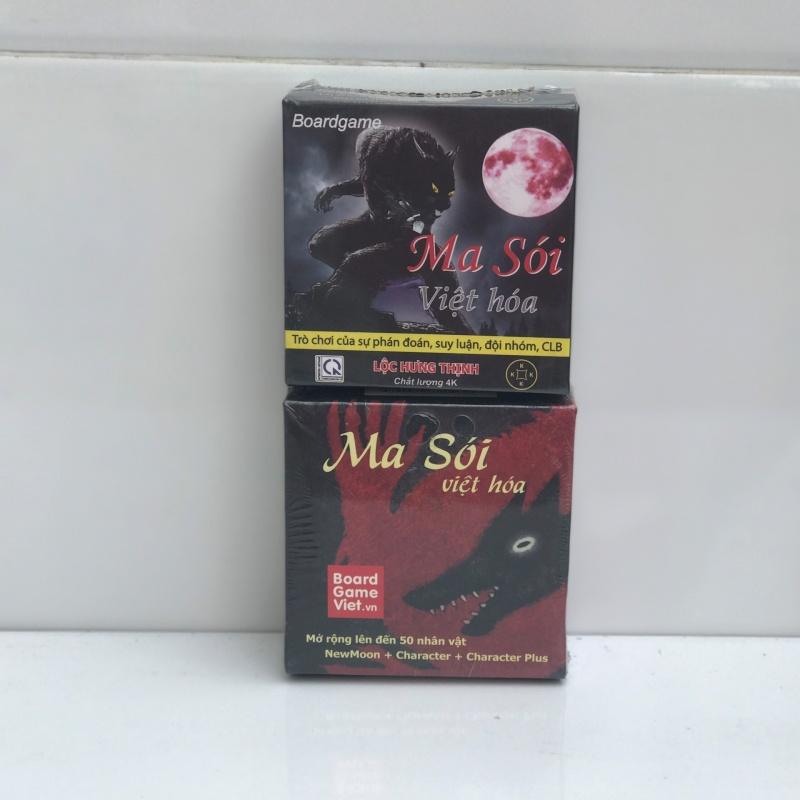 Boardgame
Ma Sói
Việt hóa
Trò chơi của sự phán đoán, suy luận, đội nhóm, CLB
LỘC HƯNG THỊNH
Chất lượng 4K
K
K K
K
Ma Sói
việt hóa
Board
Game
Viet.vn
Mở rộng lên đến 50 nhân vật
NewMoon + Character + Character Plus